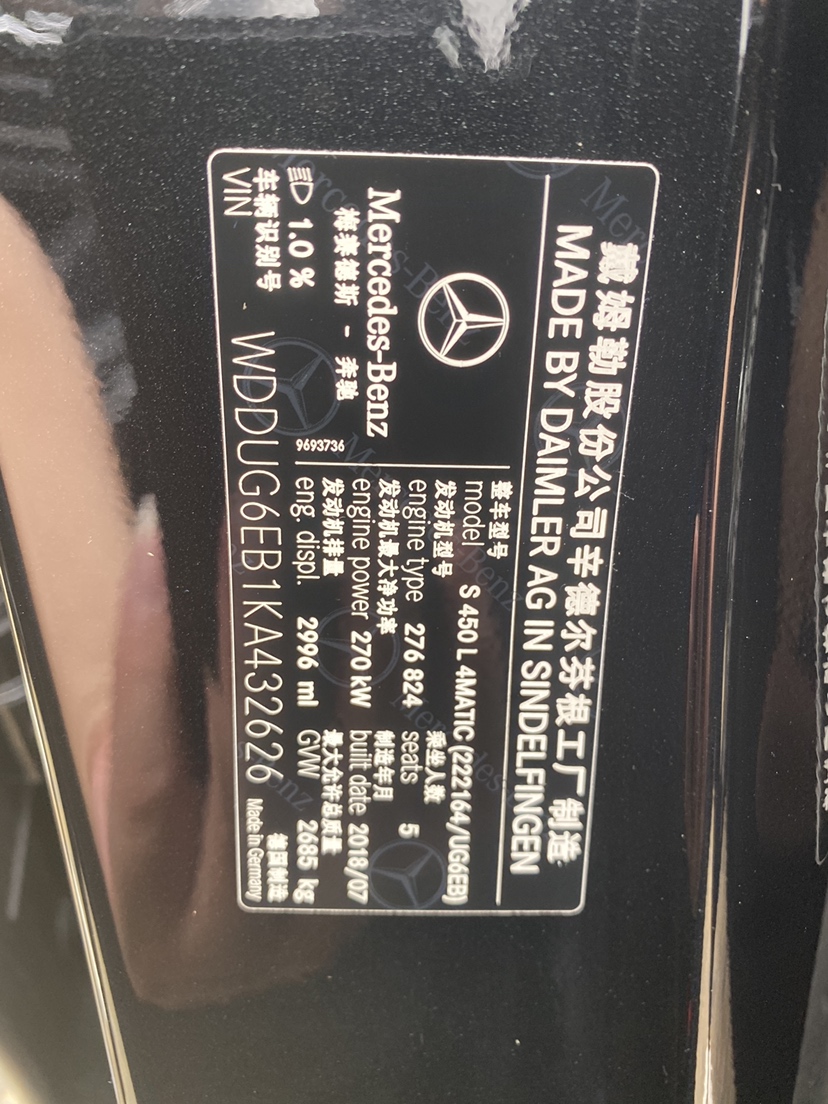 戴姆勒股份公司辛德尔芬根工厂制造
MADE BY DAIMLER AG IN SINDELFINGEN
Mercedes-Benz
梅赛德斯 - 奔驰
1.0 %
9693736
整车型号
model S 450 L 4MATIC (222164/UG6EB)
发动机型号 乘坐人数
engine type 276 824 seats 5
发动机最大净功率 制造年月
engine power 270 kW built date 2018/07
发动机排量 最大允许总质量
eng. displ. 2996 ml GVW 2685 kg
车辆识别号 德国制造
VIN WDDUG6EB1KA432626 Made in Germany